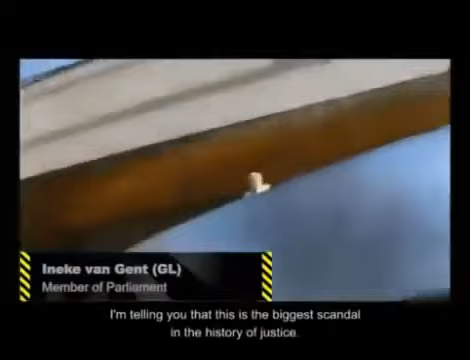 Ineke van Gent (GL)
Member of Parliament
I'm telling you that this is the biggest scandal
in the history of justice.